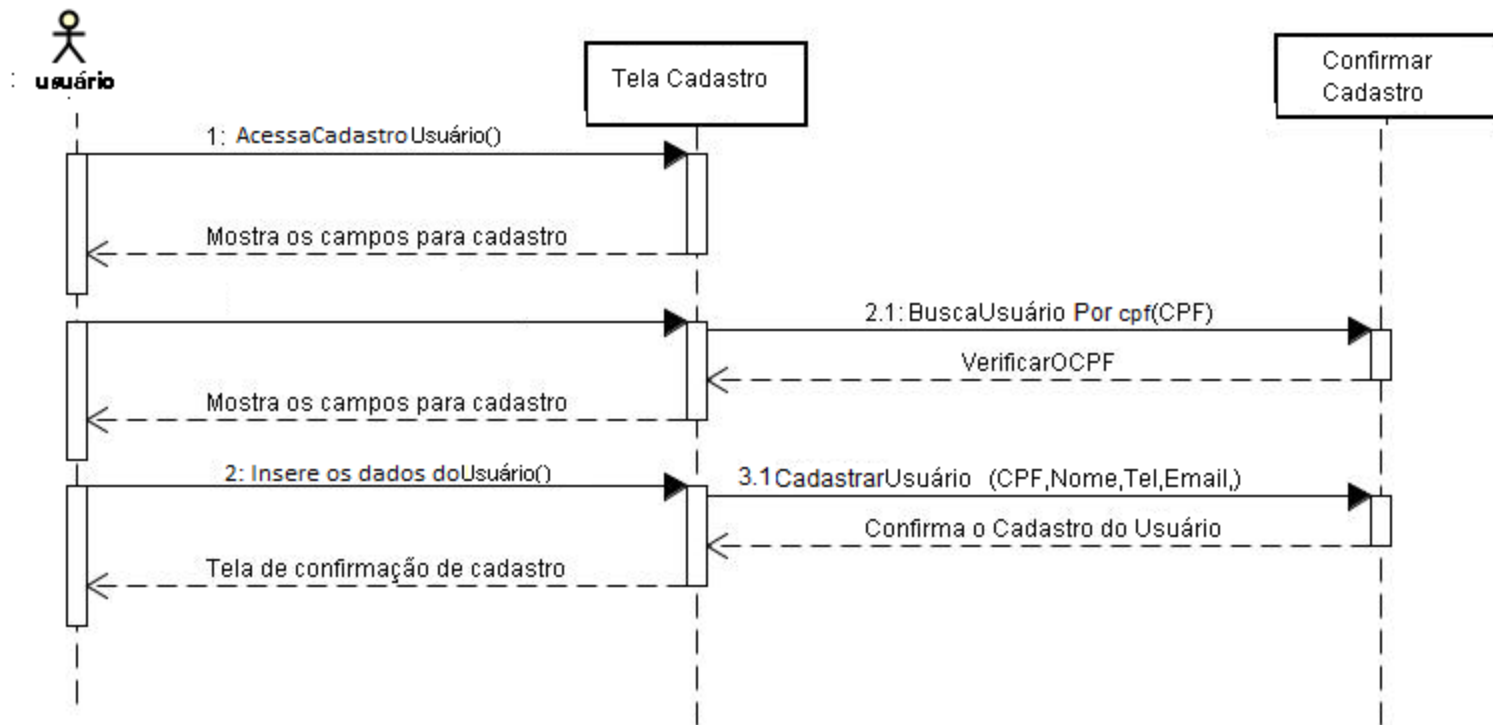 : usuário
Tela Cadastro
Confirmar
Cadastro
1: AcessaCadastroUsuário()
Mostra os campos para cadastro
2.1: BuscaUsuário Por cpf(CPF)
VerificarOCPF
Mostra os campos para cadastro
2: Insere os dados doUsuário()
3.1CadastrarUsuário (CPF,Nome,Tel,Email,)
Confirma o Cadastro do Usuário
Tela de confirmação de cadastro